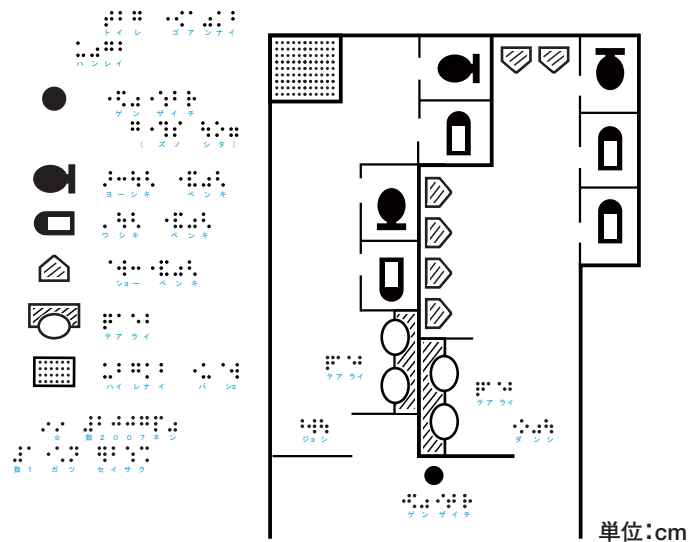 トイレ ゴアンナイ
ハンレイ
ゲンザイチ
( ズノ シタ )
ヨーシキ ベンキ
ワシキ ベンキ
ショーベンキ
テアライ
ハイレナイ バショ
☆ 数2007ネン
数1 ガツ セイサク
テアライ
テアライ
ジョシ
ダンシ
ゲンザイチ
単位:cm